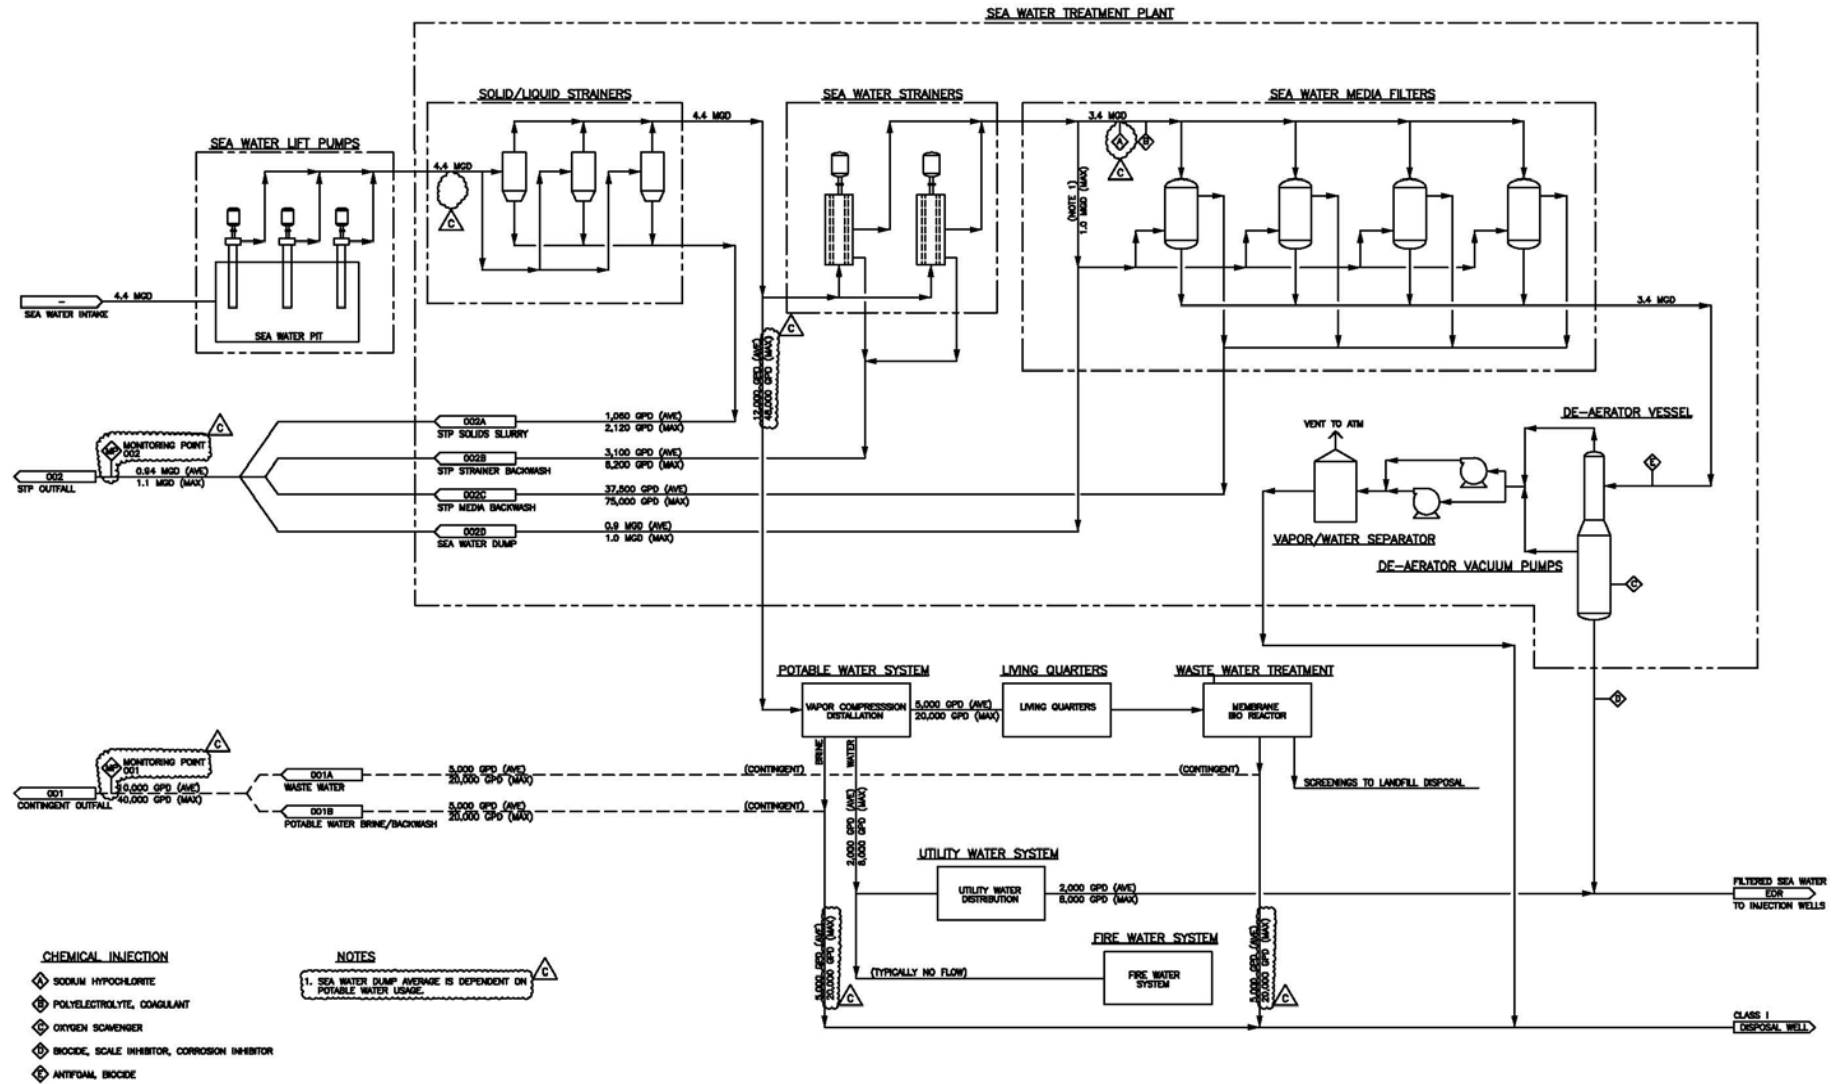 SEA WATER TREATMENT PLANT
SOLID/LIQUID STRAINERS
SEA WATER STRAINERS
SEA WATER MEDIA FILTERS
4.4 MGD
3.4 MGD
A
B
C
SEA WATER LIFT PUMPS
4.4 MGD
C
(NOTE 1)
1.0 MGD (MAX)
4.4 MGD
SEA WATER INTAKE
SEA WATER PIT
3.4 MGD
C
12,000 GPD (AVE)
48,000 GPD (MAX)
C
MONITORING POINT
002
MP
002
STP OUTFALL
0.94 MGD (AVE)
1.1 MGD (MAX)
002A
STP SOLIDS SLURRY
1,060 GPD (AVE)
2,120 GPD (MAX)
002B
STP STRAINER BACKWASH
3,100 GPD (AVE)
6,200 GPD (MAX)
002C
STP MEDIA BACKWASH
37,500 GPD (AVE)
75,000 GPD (MAX)
002D
SEA WATER DUMP
0.9 MGD (AVE)
1.0 MGD (MAX)
VENT TO ATM
DE-AERATOR VESSEL
E
VAPOR/WATER SEPARATOR
DE-AERATOR VACUUM PUMPS
C
D
POTABLE WATER SYSTEM
LIVING QUARTERS
WASTE WATER TREATMENT
VAPOR COMPRESSSION
DISTALLATION
5,000 GPD (AVE)
20,000 GPD (MAX)
LIVING QUARTERS
MEMBRANE
BIO REACTOR
BRINE
WATER
C
MONITORING POINT
001
MP
001
CONTINGENT OUTFALL
10,000 GPD (AVE)
40,000 GPD (MAX)
001A
WASTE WATER
5,000 GPD (AVE)
20,000 GPD (MAX)
(CONTINGENT)
(CONTINGENT)
SCREENINGS TO LANDFILL DISPOSAL
001B
POTABLE WATER BRINE/BACKWASH
5,000 GPD (AVE)
20,000 GPD (MAX)
(CONTINGENT)
2,000 GPD (AVE)
8,000 GPD (MAX)
UTILITY WATER SYSTEM
UTILITY WATER
DISTRIBUTION
2,000 GPD (AVE)
8,000 GPD (MAX)
FILTERED SEA WATER
EOR
TO INJECTION WELLS
FIRE WATER SYSTEM
(TYPICALLY NO FLOW)
FIRE WATER
SYSTEM
5,000 GPD (AVE)
20,000 GPD (MAX)
C
5,000 GPD (AVE)
20,000 GPD (MAX)
C
CLASS I
DISPOSAL WELL
CHEMICAL INJECTION
A SODIUM HYPOCHLORITE
B POLYELECTROLYTE, COAGULANT
C OXYGEN SCAVENGER
D BIOCIDE, SCALE INHIBITOR, CORROSION INHIBITOR
E ANTIFOAM, BIOCIDE
NOTES
C
1. SEA WATER DUMP AVERAGE IS DEPENDENT ON
POTABLE WATER USAGE.